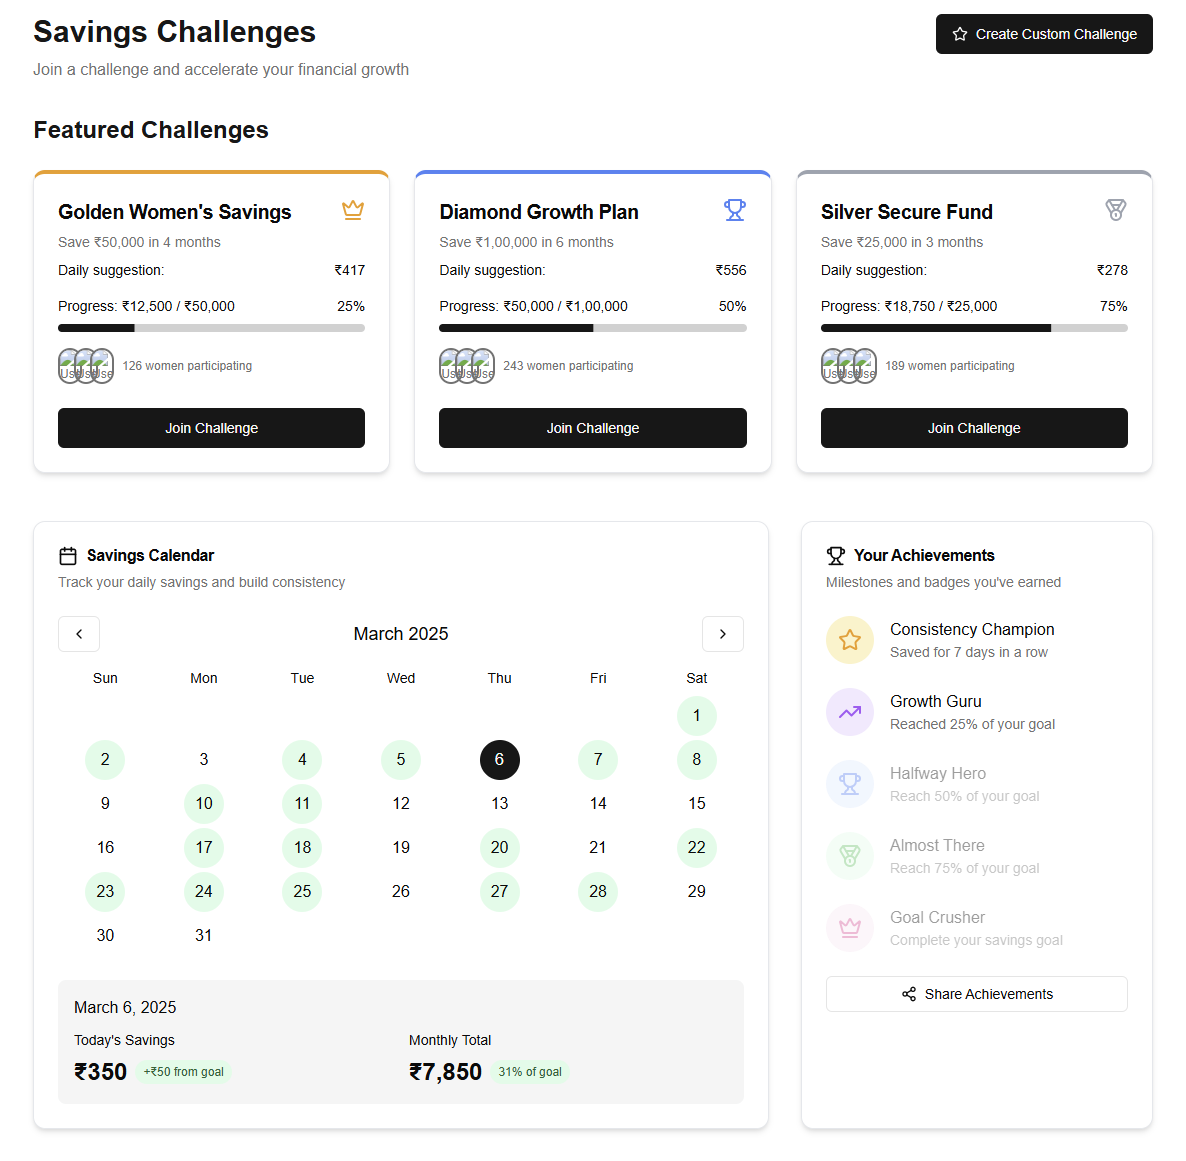 Savings Challenges
Create Custom Challenge
Join a challenge and accelerate your financial growth
Featured Challenges
Golden Women's Savings
Save ₹50,000 in 4 months
Daily suggestion: ₹417
Progress: ₹12,500 / ₹50,000 25%
Use Use Use 126 women participating
Join Challenge
Diamond Growth Plan
Save ₹1,00,000 in 6 months
Daily suggestion: ₹556
Progress: ₹50,000 / ₹1,00,000 50%
Use Use Use 243 women participating
Join Challenge
Silver Secure Fund
Save ₹25,000 in 3 months
Daily suggestion: ₹278
Progress: ₹18,750 / ₹25,000 75%
Use Use Use 189 women participating
Join Challenge
Savings Calendar
Track your daily savings and build consistency
March 2025
Sun Mon Tue Wed Thu Fri Sat
1
2 3 4 5 6 7 8
9 10 11 12 13 14 15
16 17 18 19 20 21 22
23 24 25 26 27 28 29
30 31
March 6, 2025
Today's Savings Monthly Total
₹350 +₹50 from goal ₹7,850 31% of goal
Your Achievements
Milestones and badges you've earned
Consistency Champion
Saved for 7 days in a row
Growth Guru
Reached 25% of your goal
Halfway Hero
Reach 50% of your goal
Almost There
Reach 75% of your goal
Goal Crusher
Complete your savings goal
Share Achievements